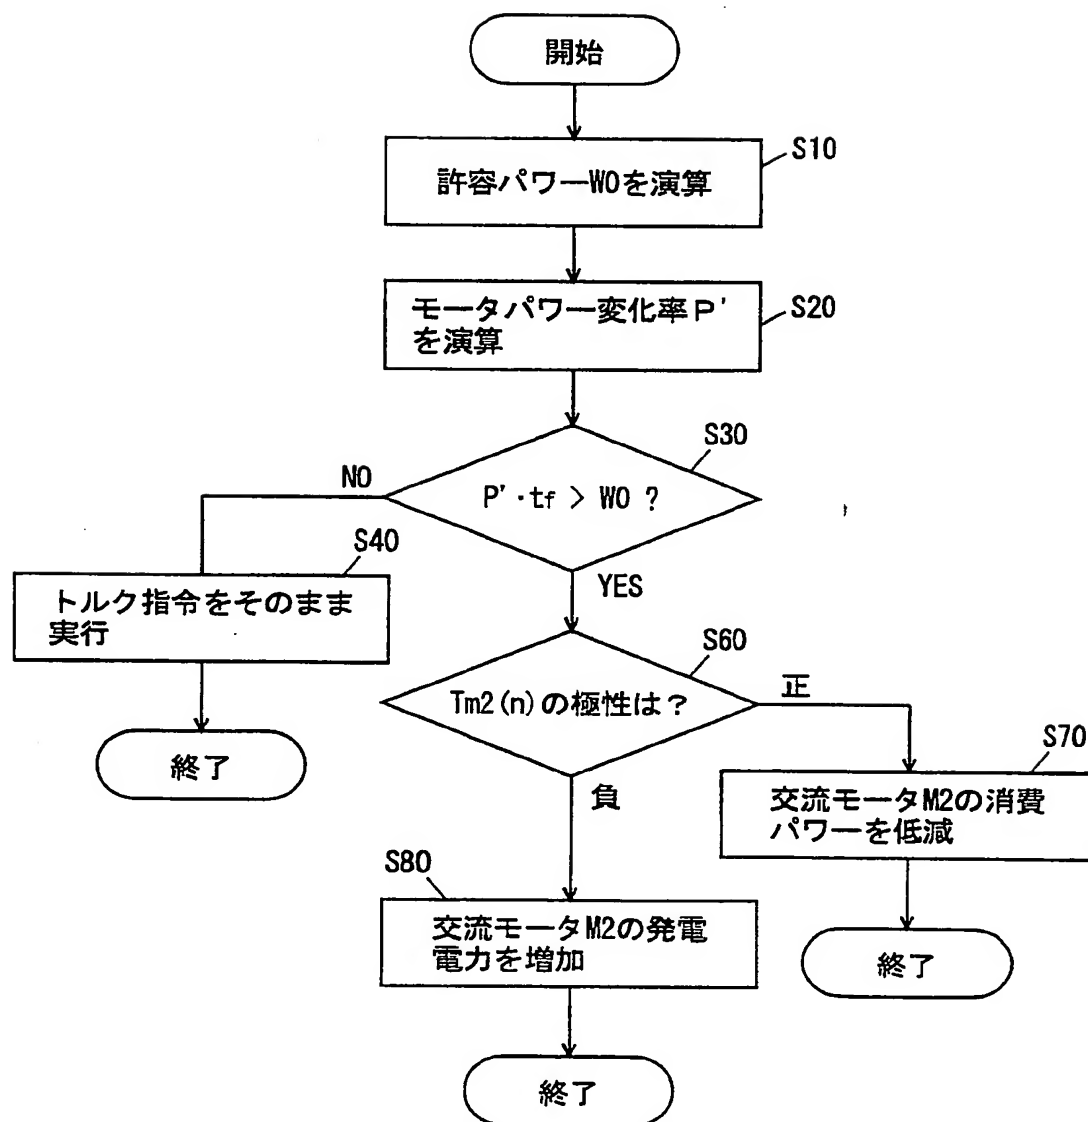 開始
S10
許容パワーW0を演算
S20
モータパワー変化率P'
を演算
S30
P'・tf > W0 ?
NO
YES
S40
トルク指令をそのまま
実行
終了
S60
Tm2(n)の極性は?
正
負
S70
交流モータM2の消費
パワーを低減
終了
S80
交流モータM2の発電
電力を増加
終了